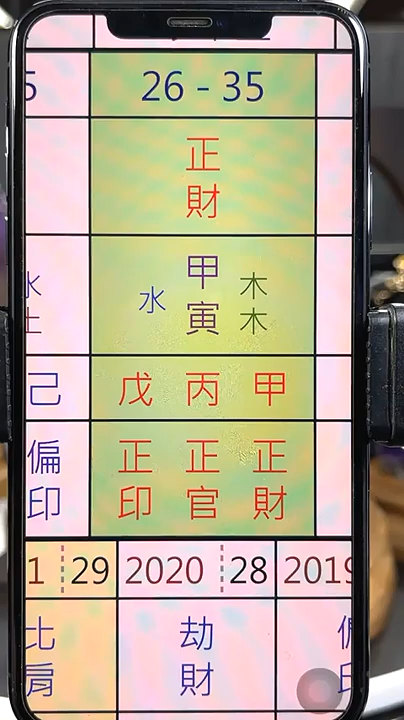 5 26 - 35
正
財
甲 木
水 水 寅 木
土
己 戊 丙 甲
偏 正 正 正
印 印 官 財
1 29 2020 28 2019
比 劫
肩 財